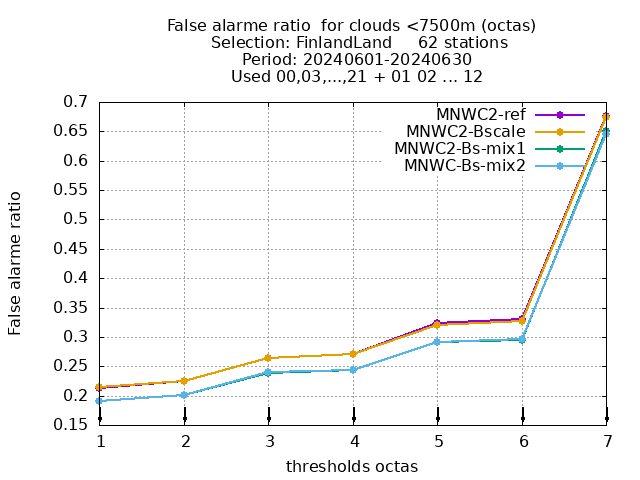 False alarme ratio  for clouds <7500m (octas)
Selection: FinlandLand     62 stations
Period: 20240601-20240630
Used 00,03,...,21 + 01 02 ... 12
MNWC2-ref
MNWC2-Bscale
MNWC2-Bs-mix1
MNWC-Bs-mix2
False alarme ratio
0.7
0.65
0.6
0.55
0.5
0.45
0.4
0.35
0.3
0.25
0.2
0.15
1 2 3 4 5 6 7
thresholds octas